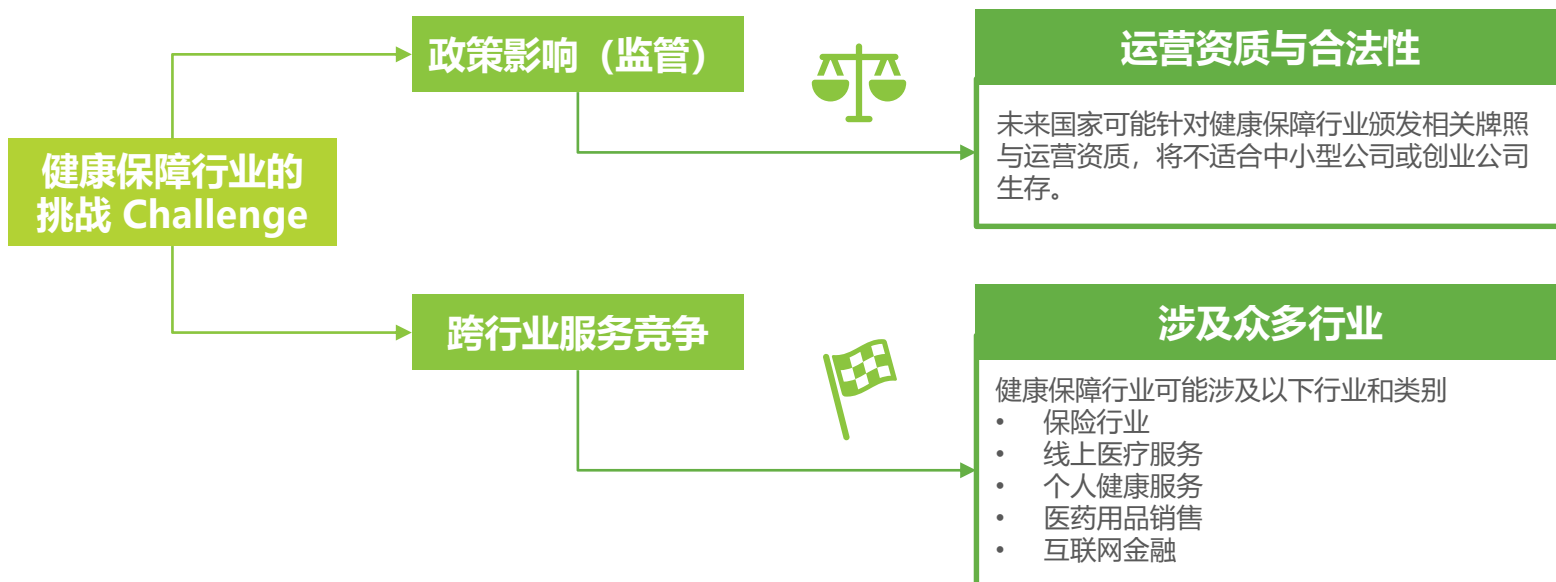 政策影响（监管）
运营资质与合法性
未来国家可能针对健康保障行业颁发相关牌照
与运营资质，将不适合中小型公司或创业公司
生存。
健康保障行业的
挑战 Challenge
跨行业服务竞争
涉及众多行业
健康保障行业可能涉及以下行业和类别
• 保险行业
• 线上医疗服务
• 个人健康服务
• 医药用品销售
• 互联网金融